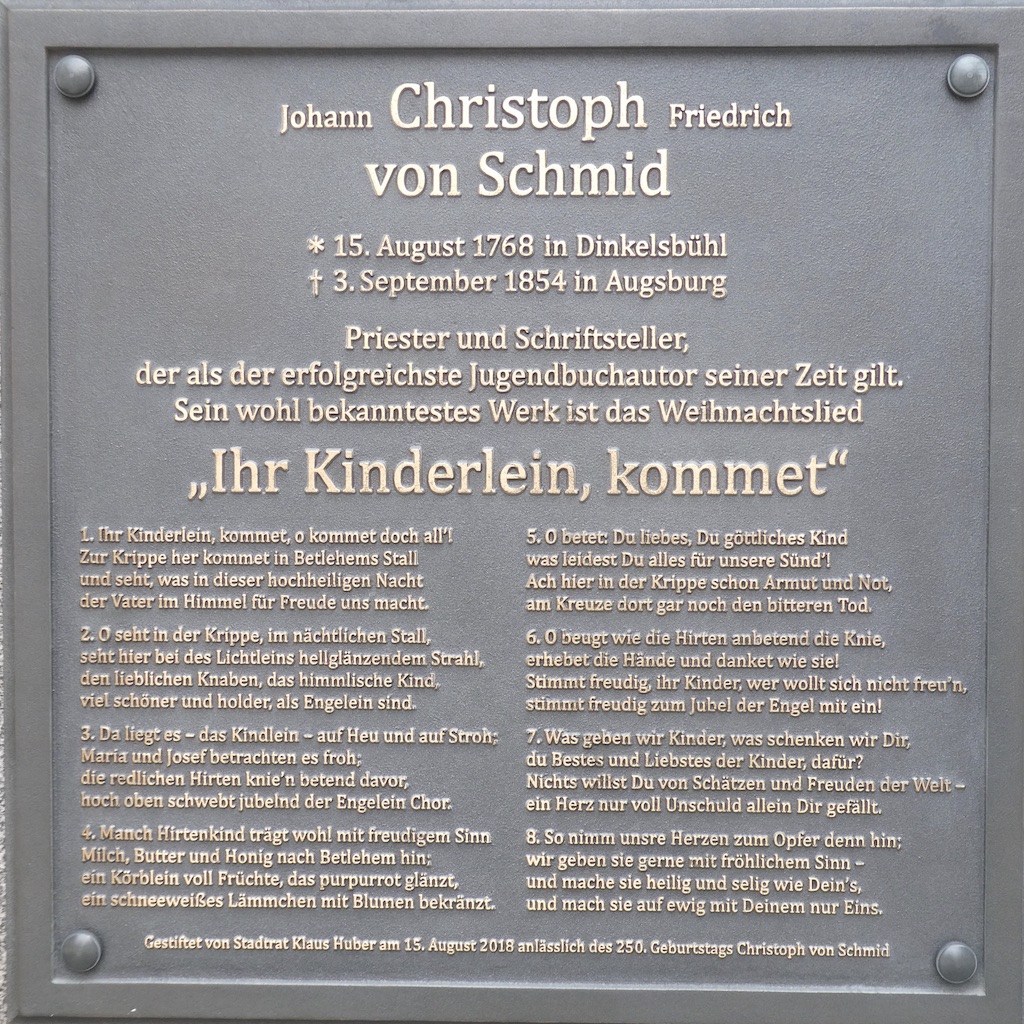 Johann Christoph Friedrich
von Schmid
* 15. August 1768 in Dinkelsbühl
† 3. September 1854 in Augsburg
Priester und Schriftsteller,
der als der erfolgreichste Jugendbuchautor seiner Zeit gilt.
Sein wohl bekanntestes Werk ist das Weihnachtslied
„Ihr Kinderlein, kommet“
1. Ihr Kinderlein, kommet, o kommet doch all'!
Zur Krippe her kommet in Betlehems Stall
und seht, was in dieser hochheiligen Nacht
der Vater im Himmel für Freude uns macht.
2. O seht in der Krippe, im nächtlichen Stall,
seht hier bei des Lichtleins hellglänzendem Strahl,
den lieblichen Knaben, das himmlische Kind,
viel schöner und holder, als Engelein sind.
3. Da liegt es – das Kindlein – auf Heu und auf Stroh;
Maria und Josef betrachten es froh;
die redlichen Hirten knie'n betend davor,
hoch oben schwebt jubelnd der Engelein Chor.
4. Manch Hirtenkind trägt wohl mit freudigem Sinn
Milch, Butter und Honig nach Betlehem hin;
ein Körblein voll Früchte, das purpurrot glänzt,
ein schneeweißes Lämmchen mit Blumen bekränzt.
5. O betet: Du liebes, Du göttliches Kind
was leidest Du alles für unsere Sünd'!
Ach hier in der Krippe schon Armut und Not,
am Kreuze dort gar noch den bitteren Tod.
6. O beugt wie die Hirten anbetend die Knie,
erhebet die Hände und danket wie sie!
Stimmt freudig, ihr Kinder, wer wollt sich nicht freu'n,
stimmt freudig zum Jubel der Engel mit ein!
7. Was geben wir Kinder, was schenken wir Dir,
du Bestes und Liebstes der Kinder, dafür?
Nichts willst Du von Schätzen und Freuden der Welt –
ein Herz nur voll Unschuld allein Dir gefällt.
8. So nimm unsre Herzen zum Opfer denn hin;
wir geben sie gerne mit fröhlichem Sinn –
und mache sie heilig und selig wie Dein's,
und mach sie auf ewig mit Deinem nur Eins.
Gestiftet von Stadtrat Klaus Huber am 15. August 2018 anlässlich des 250. Geburtstags Christoph von Schmid